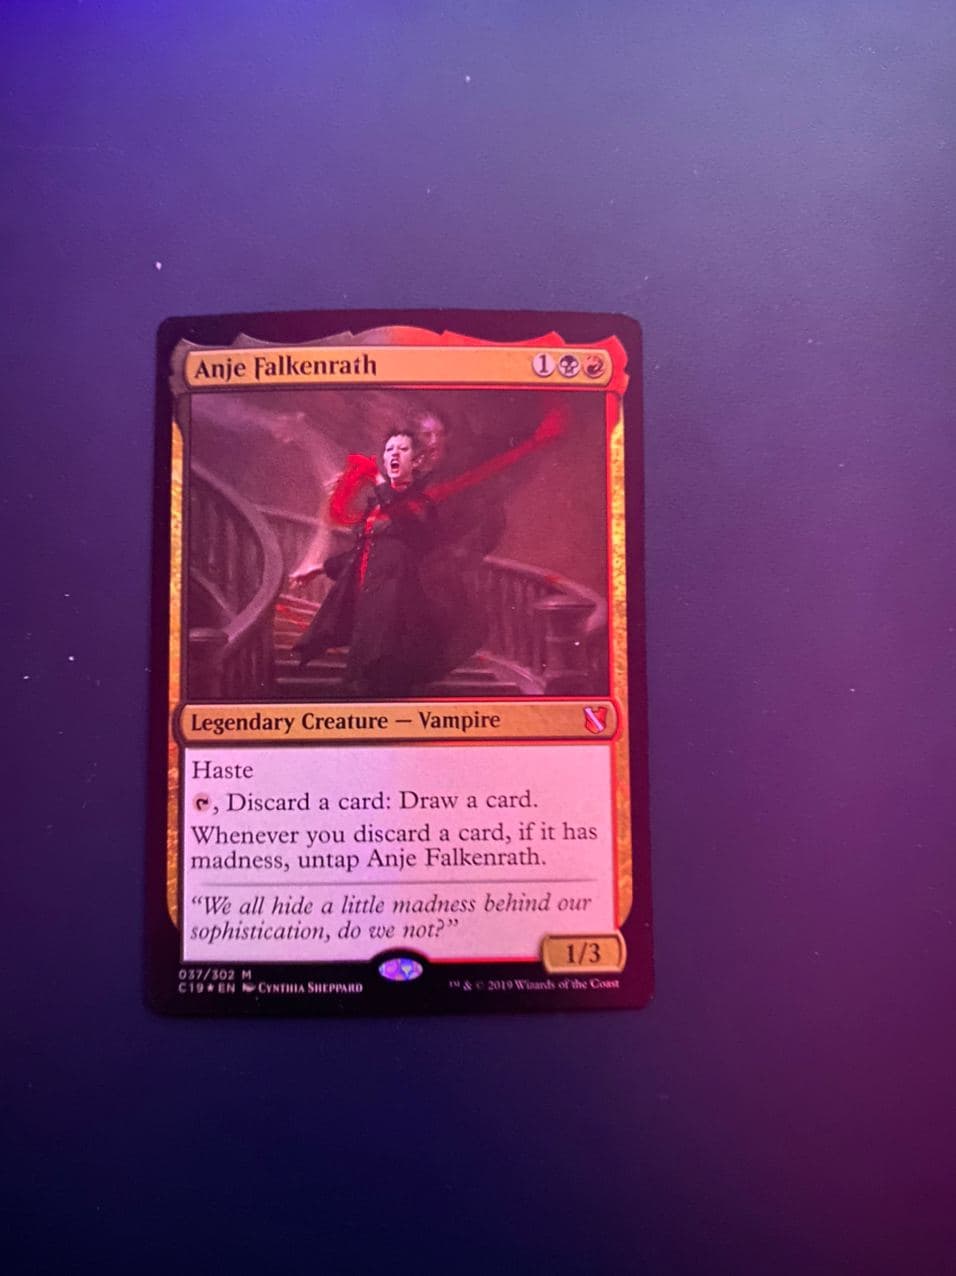 Anje Falkenrath 1
Legendary Creature — Vampire
Haste
, Discard a card: Draw a card.
Whenever you discard a card, if it has
madness, untap Anje Falkenrath.
“We all hide a little madness behind our
sophistication, do we not?”
1/3
037/302 M
C19★EN Cynthia Sheppard
™ & © 2019 Wizards of the Coast